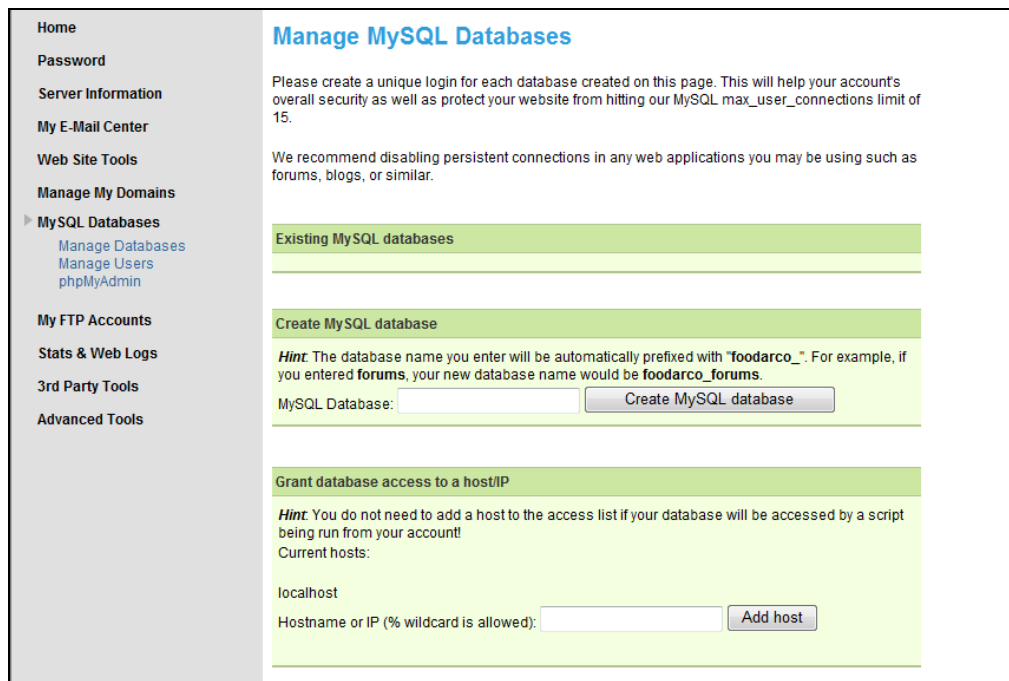 Home
Password
Server Information
My E-Mail Center
Web Site Tools
Manage My Domains
MySQL Databases
Manage Databases
Manage Users
phpMyAdmin
My FTP Accounts
Stats & Web Logs
3rd Party Tools
Advanced Tools
Manage MySQL Databases
Please create a unique login for each database created on this page. This will help your account's
overall security as well as protect your website from hitting our MySQL max_user_connections limit of
15.
We recommend disabling persistent connections in any web applications you may be using such as
forums, blogs, or similar.
Existing MySQL databases
Create MySQL database
Hint: The database name you enter will be automatically prefixed with "foodarco_". For example, if
you entered forums, your new database name would be foodarco_forums.
MySQL Database: Create MySQL database
Grant database access to a host/IP
Hint: You do not need to add a host to the access list if your database will be accessed by a script
being run from your account!
Current hosts:
localhost
Hostname or IP (% wildcard is allowed): Add host